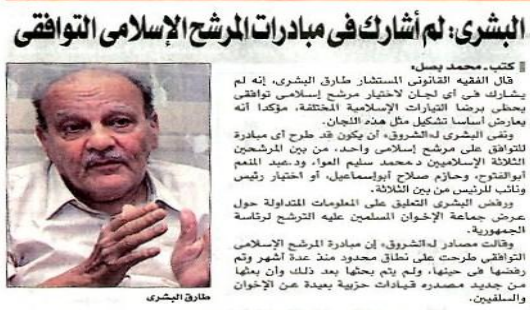 البشرى: لم أشارك فى مبادرات المرشح الإسلامى التوافقى
كتب ـ محمد بصل:
قال الفقيه القانونى المستشار طارق البشرى، إنه لم
يشارك فى أى لجان لاختيار مرشح إسلامى توافقى
يحظى برضا التيارات الإسلامية المختلفة، مؤكدا أنه
يعارض أساسا تشكيل مثل هذه اللجان.
ونفى البشرى لـ«الشروق» أن يكون قد طرح أى مبادرة
للتوافق على مرشح إسلامى واحد، من بين المرشحين
الثلاثة الإسلاميين د.محمد سليم العوا، ود.عبد المنعم
أبوالفتوح، وحازم صلاح أبوإسماعيل، أو اختيار رئيس
ونائب للرئيس من بين الثلاثة.
ورفض البشرى التعليق على المعلومات المتداولة حول
عرض جماعة الإخوان المسلمين عليه الترشح لرئاسة
الجمهورية.
وقالت مصادر لـ«الشروق»، إن مبادرة المرشح الإسلامى
التوافقى طرحت على نطاق محدود منذ عدة أشهر وتم
رفضها فى حينها، ولم يتم بحثها بعد ذلك وأن بعثها
من جديد مصدره قيادات حزبية بعيدة عن الإخوان
والسلفيين.
طارق البشرى